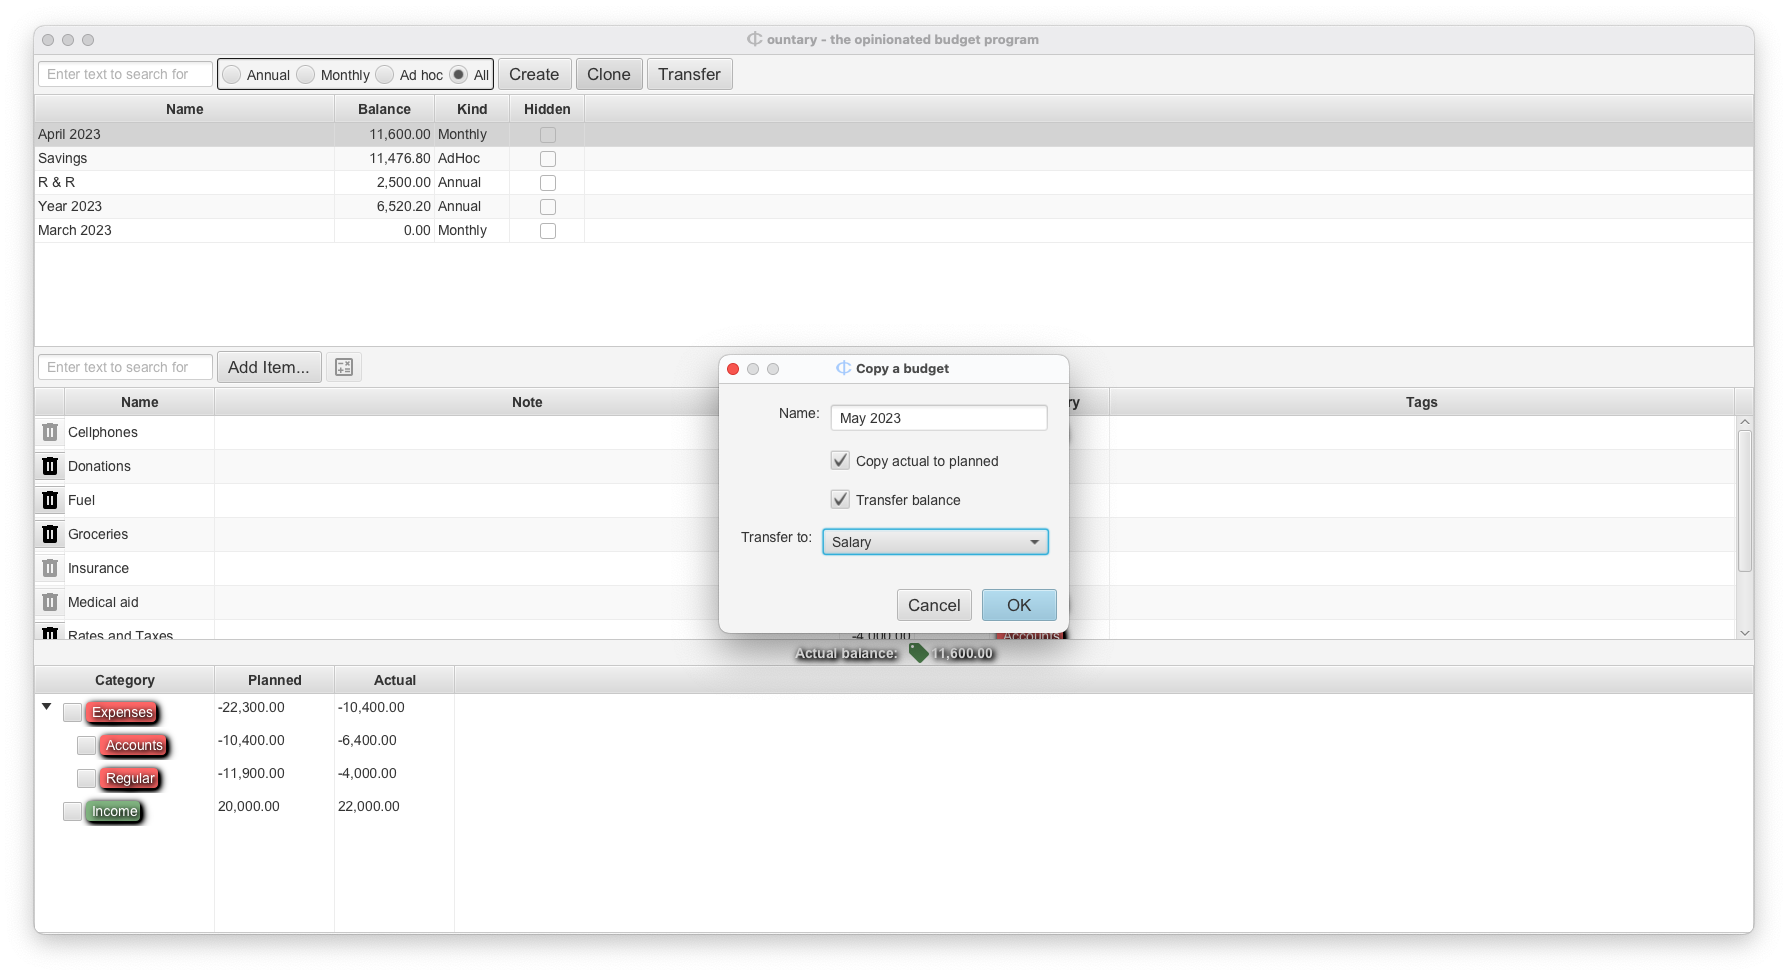 ountary - the opinionated budget program
Enter text to search for Annual Monthly Ad hoc All Create Clone Transfer
Name Balance Kind Hidden
April 2023 11,600.00 Monthly
Savings 11,476.80 AdHoc
R & R 2,500.00 Annual
Year 2023 6,520.20 Annual
March 2023 0.00 Monthly
Enter text to search for Add Item...
Name Note ry Tags
Cellphones
Donations
Fuel
Groceries
Insurance
Medical aid
Rates and Taxes -4,000.00 Accounts
Copy a budget
Name: May 2023
Copy actual to planned
Transfer balance
Transfer to: Salary
Cancel OK
Actual balance: 11,600.00
Category Planned Actual
Expenses -22,300.00 -10,400.00
Accounts -10,400.00 -6,400.00
Regular -11,900.00 -4,000.00
Income 20,000.00 22,000.00